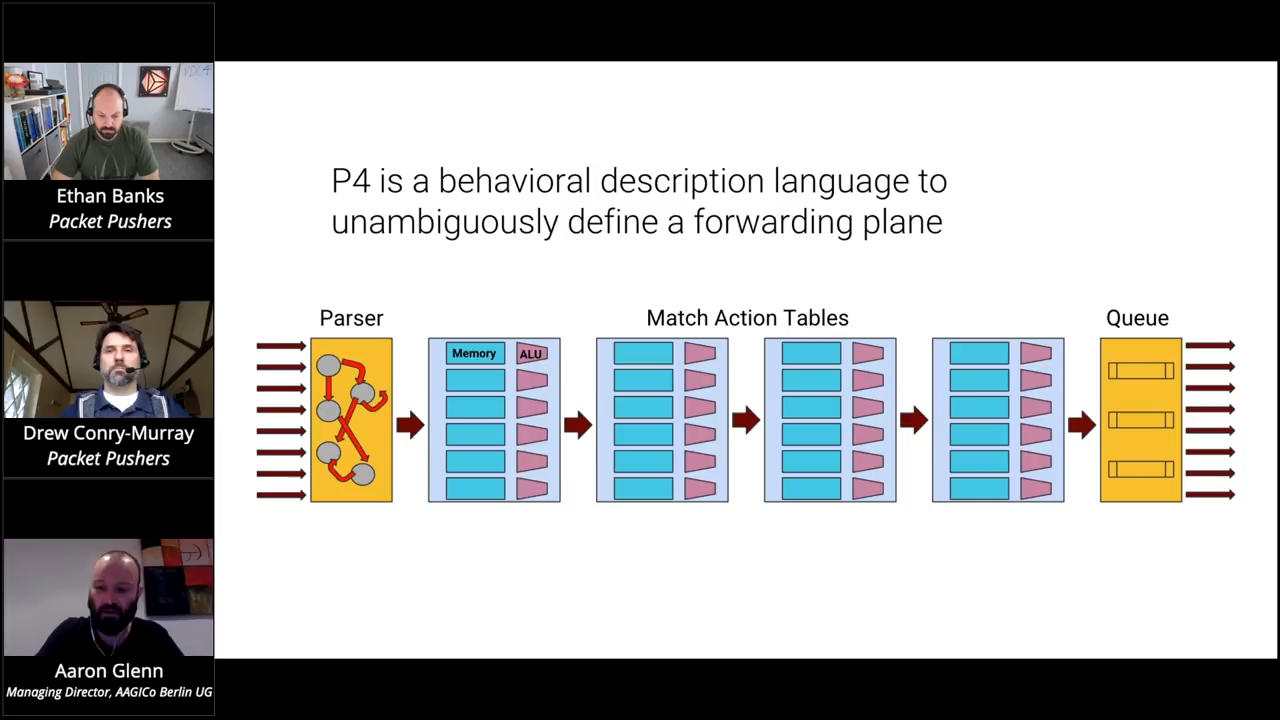 Ethan Banks
Packet Pushers
Drew Conry-Murray
Packet Pushers
Aaron Glenn
Managing Director, AAGICo Berlin UG
P4 is a behavioral description language to
unambiguously define a forwarding plane
Parser
Match Action Tables
Queue
Memory
ALU